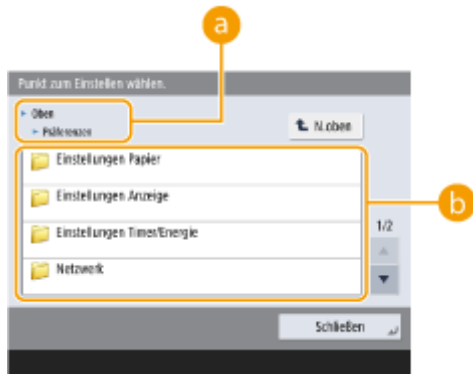 a
Punkt zum Einstellen wählen.
Oben
Präferenzen
N.oben
Einstellungen Papier
Einstellungen Anzeige
b
Einstellungen Timer/Energie
1/2
Netzwerk
Schließen